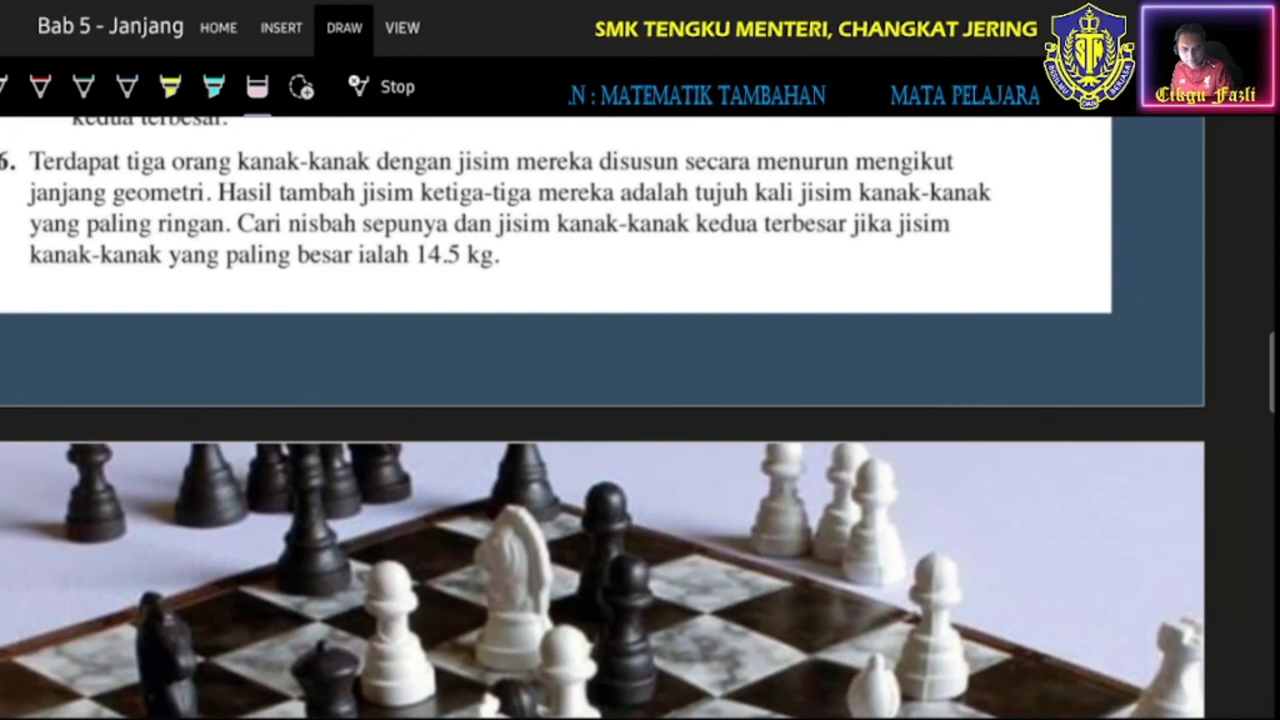 Bab 5 - Janjang HOME INSERT DRAW VIEW
SMK TENGKU MENTERI, CHANGKAT JERING
Stop
.N : MATEMATIK TAMBAHAN MATA PELAJARA
Cikgu Fazli
kedua terbesar.
6. Terdapat tiga orang kanak-kanak dengan jisim mereka disusun secara menurun mengikut
janjang geometri. Hasil tambah jisim ketiga-tiga mereka adalah tujuh kali jisim kanak-kanak
yang paling ringan. Cari nisbah sepunya dan jisim kanak-kanak kedua terbesar jika jisim
kanak-kanak yang paling besar ialah 14.5 kg.